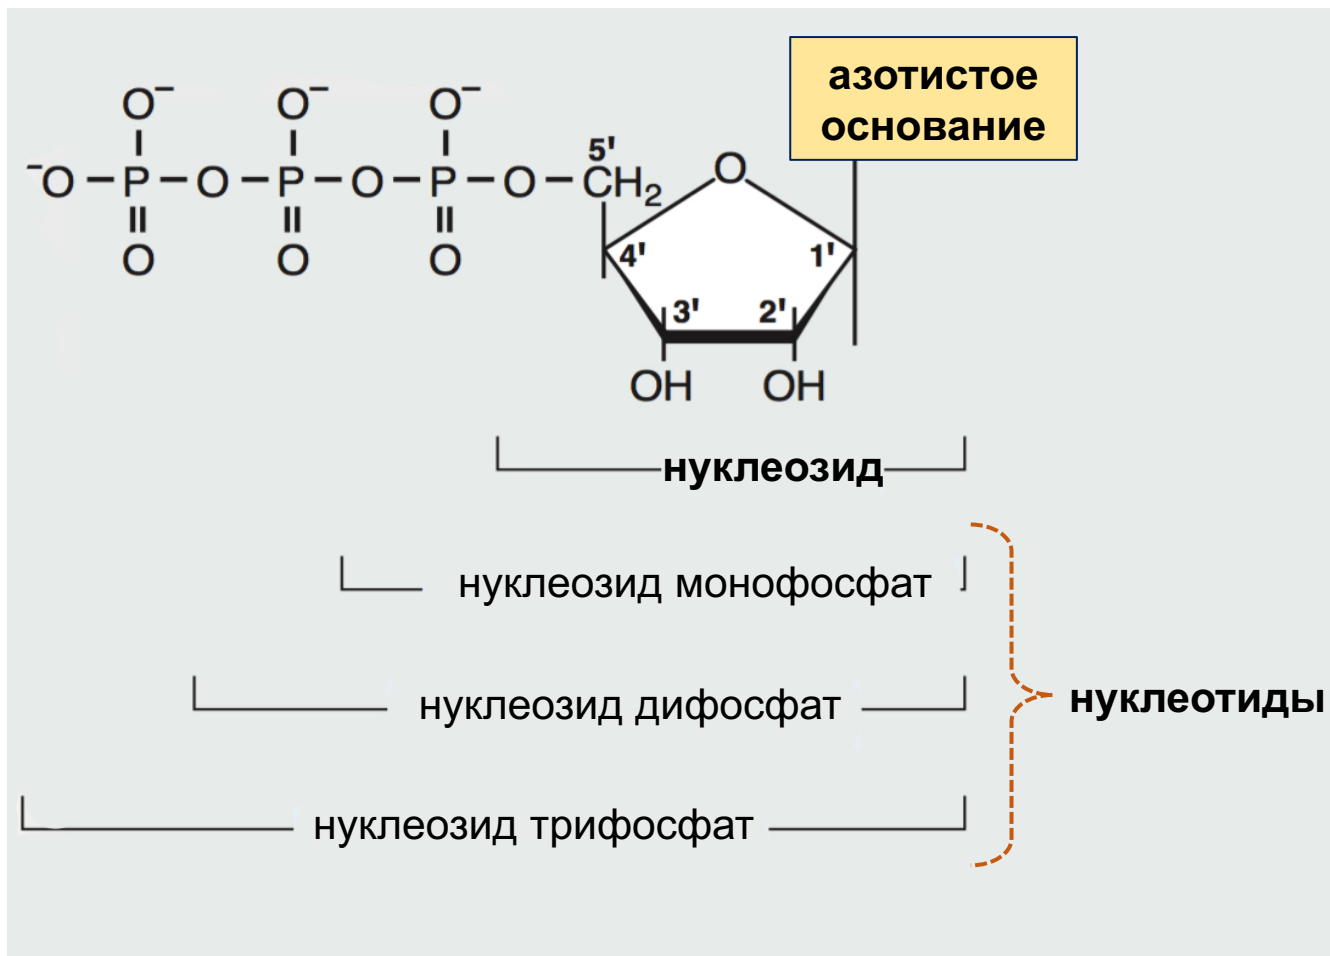 азотистое
основание
O⁻ O⁻ O⁻
5'
⁻O – P – O – P – O – P – O – CH₂ O
O O O
4' 1'
3' 2'
OH OH
нуклеозид
нуклеозид монофосфат
нуклеозид дифосфат
нуклеотиды
нуклеозид трифосфат